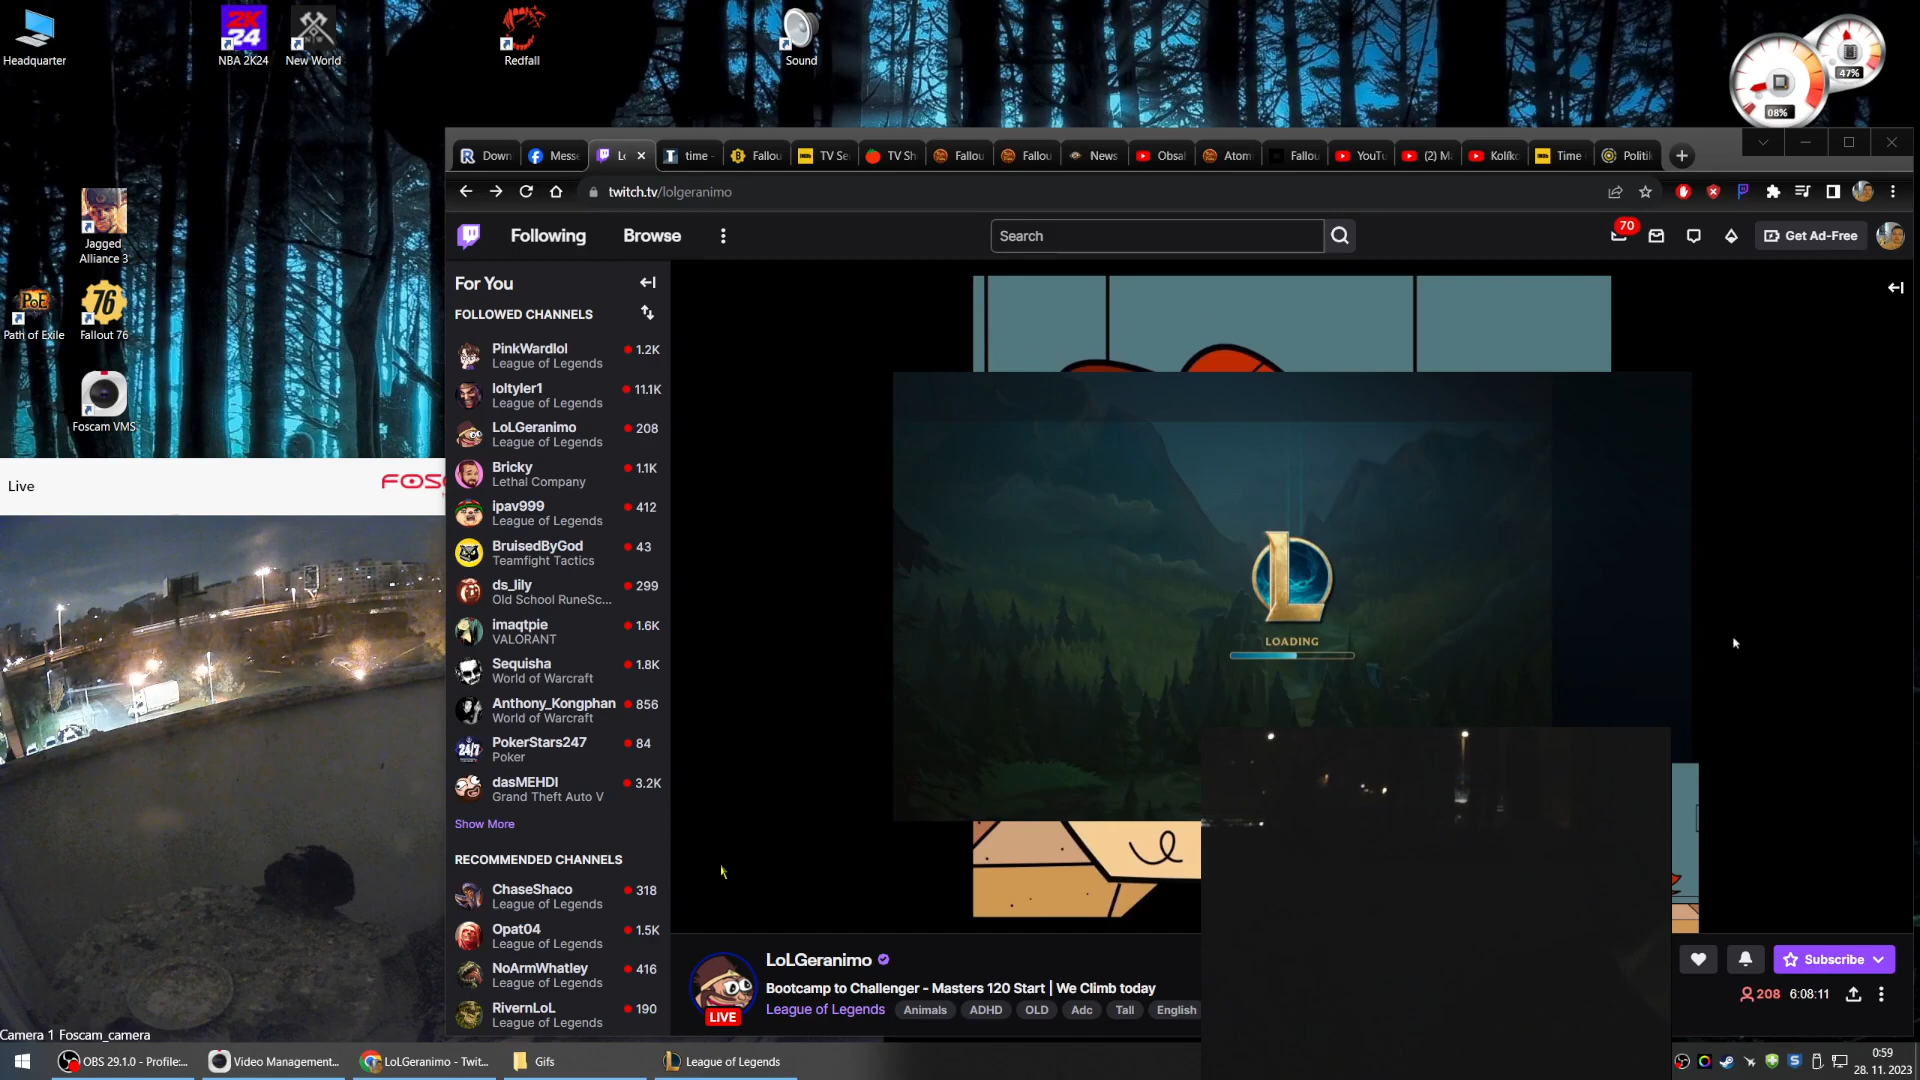 Headquarter
NBA 2K24
New World
Redfall
Sound
47%
08%
Jagged
Alliance 3
Path of Exile
Fallout 76
Foscam VMS
Live
FOSC
Down
Messe
Lo
time -
Fallou
TV Se
TV Sh
Fallou
Fallou
News
Obsal
Atom
Fallou
YouTu
(2) Ma
Kolíko
Time
Politik
twitch.tv/lolgeranimo
Following
Browse
Search
70
Get Ad-Free
For You
FOLLOWED CHANNELS
PinkWardlol 1.2K
League of Legends
loltyler1 11.1K
League of Legends
LoLGeranimo 208
League of Legends
Bricky 1.1K
Lethal Company
ipav999 412
League of Legends
BruisedByGod 43
Teamfight Tactics
ds_lily 299
Old School RuneSc...
imaqtpie 1.6K
VALORANT
Sequisha 1.8K
World of Warcraft
Anthony_Kongphan 856
World of Warcraft
PokerStars247 84
Poker
dasMEHDI 3.2K
Grand Theft Auto V
Show More
RECOMMENDED CHANNELS
ChaseShaco 318
League of Legends
Opat04 1.5K
League of Legends
NoArmWhatley 416
League of Legends
RivernLoL 190
League of Legends
LOADING
LoLGeranimo
LIVE
Bootcamp to Challenger - Masters 120 Start | We Climb today
League of Legends Animals ADHD OLD Adc Tall English
Subscribe
208 6:08:11
Camera 1 Foscam_camera
OBS 29.1.0 - Profile:...
Video Management...
LoLGeranimo - Twit...
Gifs
League of Legends
0:59
28. 11. 2023